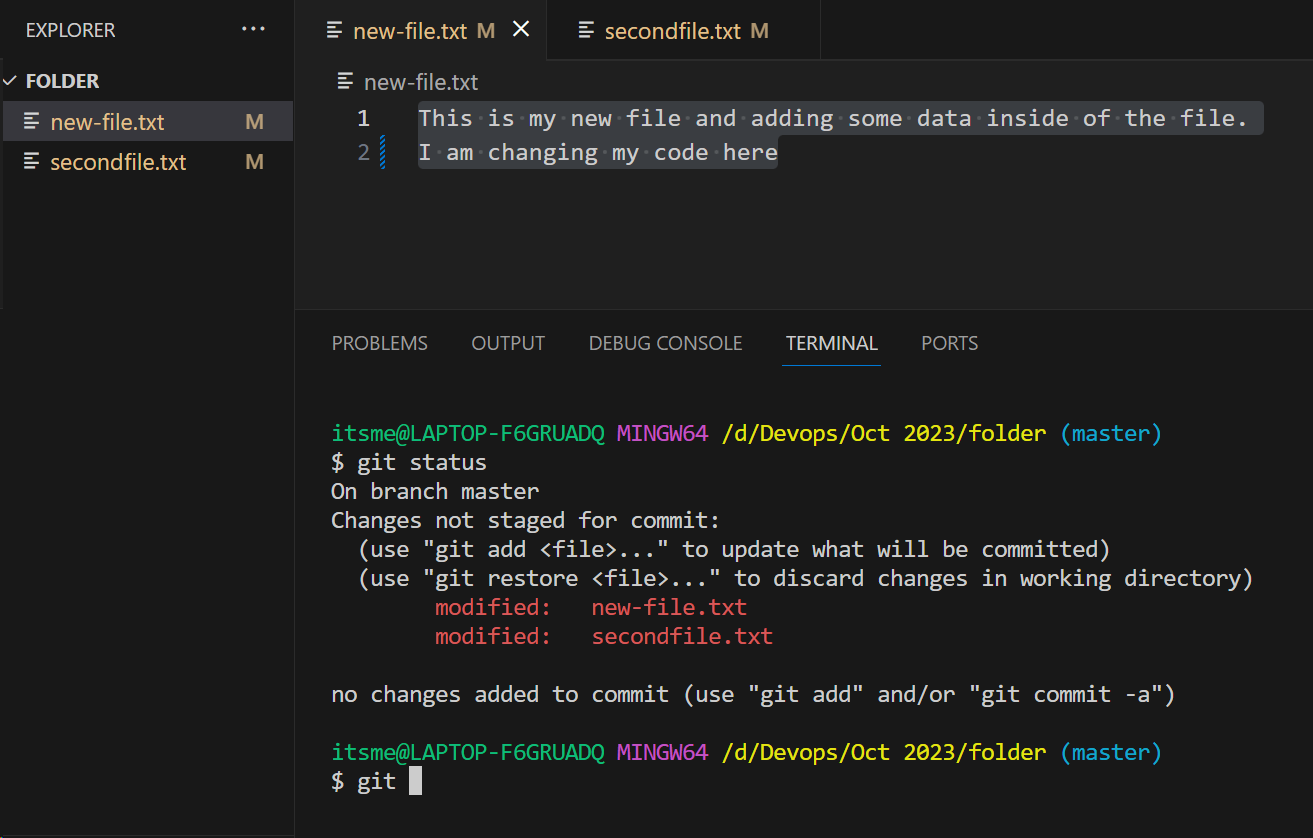 EXPLORER ...
FOLDER
new-file.txt M
secondfile.txt M
new-file.txt M
secondfile.txt M
new-file.txt
1 This is my new file and adding some data inside of the file.
2 I am changing my code here
PROBLEMS OUTPUT DEBUG CONSOLE TERMINAL PORTS
itsme@LAPTOP-F6GRUADQ MINGW64 /d/Devops/Oct 2023/folder (master)
$ git status
On branch master
Changes not staged for commit:
  (use "git add <file>..." to update what will be committed)
  (use "git restore <file>..." to discard changes in working directory)
        modified:   new-file.txt
        modified:   secondfile.txt
no changes added to commit (use "git add" and/or "git commit -a")
itsme@LAPTOP-F6GRUADQ MINGW64 /d/Devops/Oct 2023/folder (master)
$ git